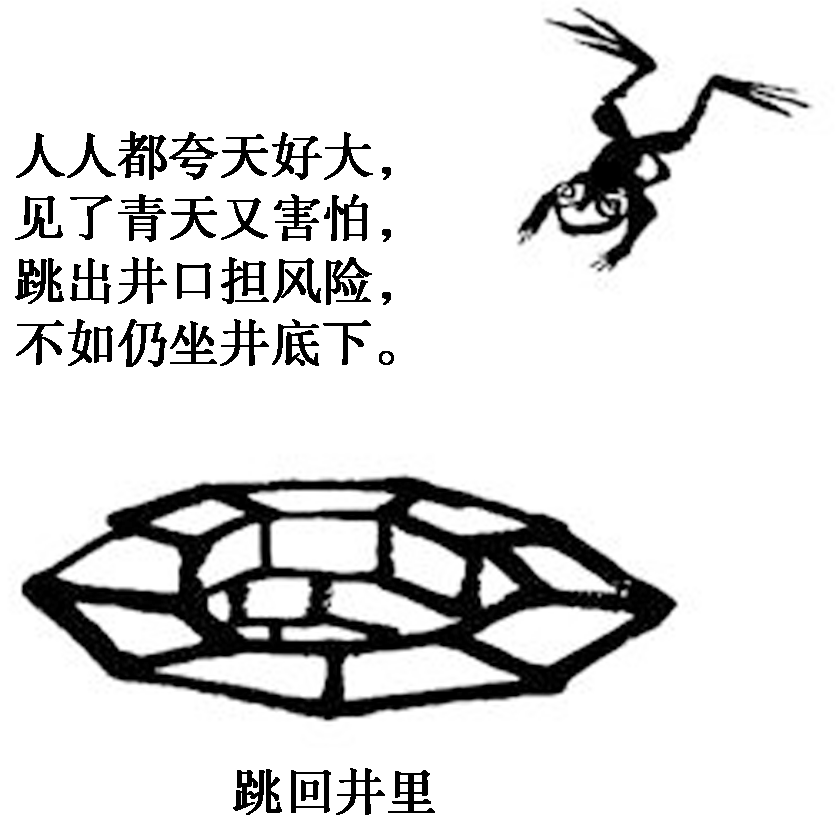 人人都夸天好大，
见了青天又害怕，
跳出井口担风险，
不如仍坐井底下。
跳回井里